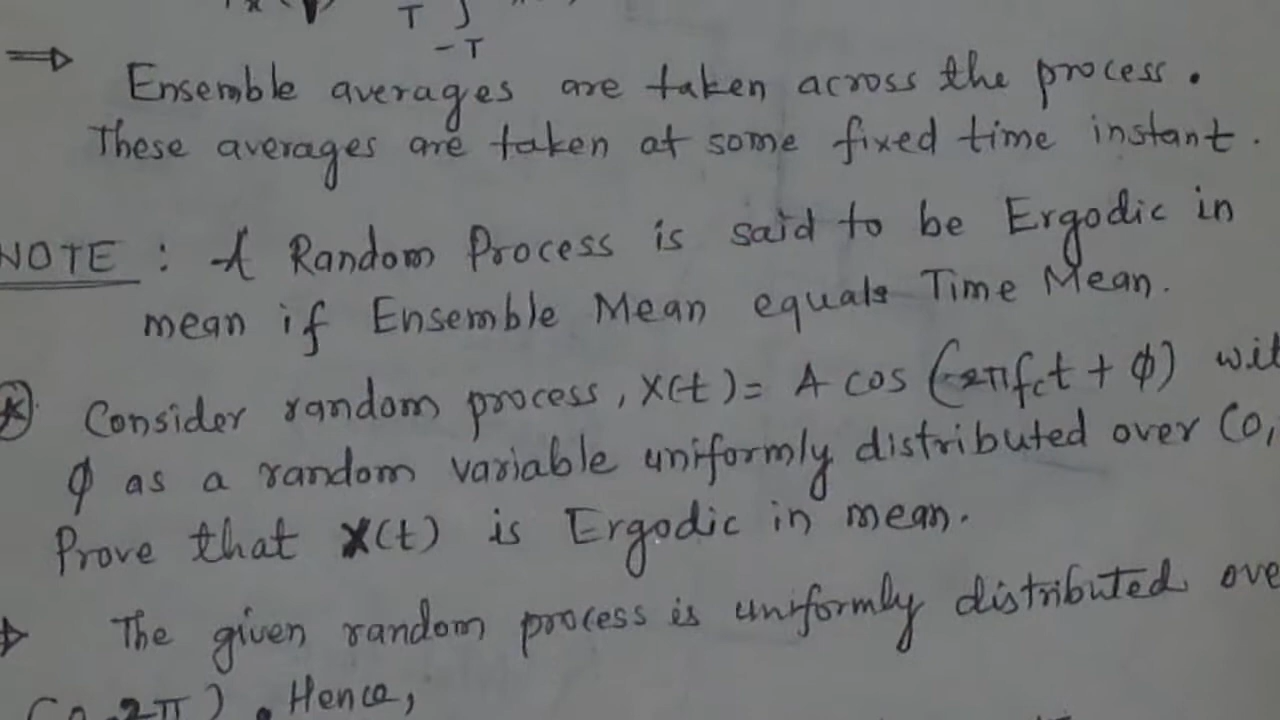 T
-T
⇒ Ensemble averages are taken across the process.
These averages are taken at some fixed time instant.
NOTE : A Random Process is said to be Ergodic in
mean if Ensemble Mean equals Time Mean.
Consider random process, X(t) = A cos (2πfct + φ) wit
φ as a random variable uniformly distributed over (0,
Prove that X(t) is Ergodic in mean.
The given random process is uniformly distributed ove
2π). Hence,